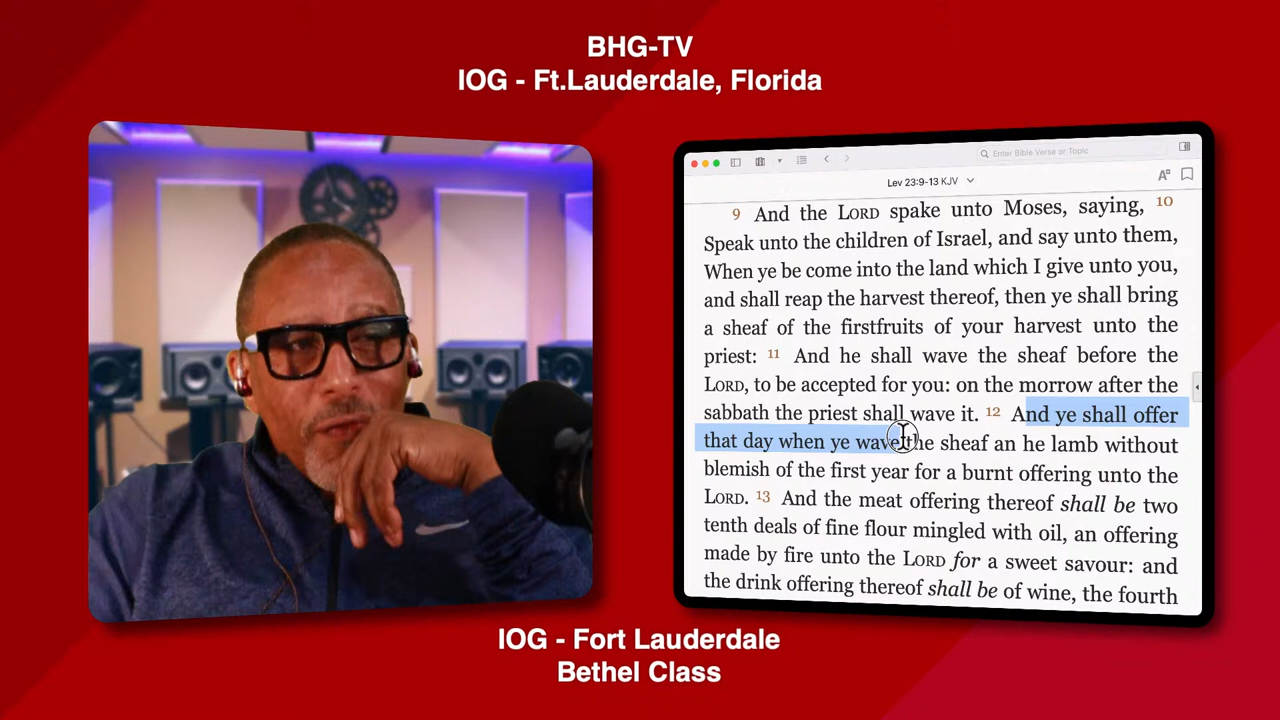 BHG-TV
IOG - Ft.Lauderdale, Florida
Enter Bible Verse or Topic
Lev 23:9-13 KJV
9 And the LORD spake unto Moses, saying, 10
Speak unto the children of Israel, and say unto them,
When ye be come into the land which I give unto you,
and shall reap the harvest thereof, then ye shall bring
a sheaf of the firstfruits of your harvest unto the
priest: 11 And he shall wave the sheaf before the
LORD, to be accepted for you: on the morrow after the
sabbath the priest shall wave it. 12 And ye shall offer
that day when ye wave the sheaf an he lamb without
blemish of the first year for a burnt offering unto the
LORD. 13 And the meat offering thereof shall be two
tenth deals of fine flour mingled with oil, an offering
made by fire unto the LORD for a sweet savour: and
the drink offering thereof shall be of wine, the fourth
IOG - Fort Lauderdale
Bethel Class